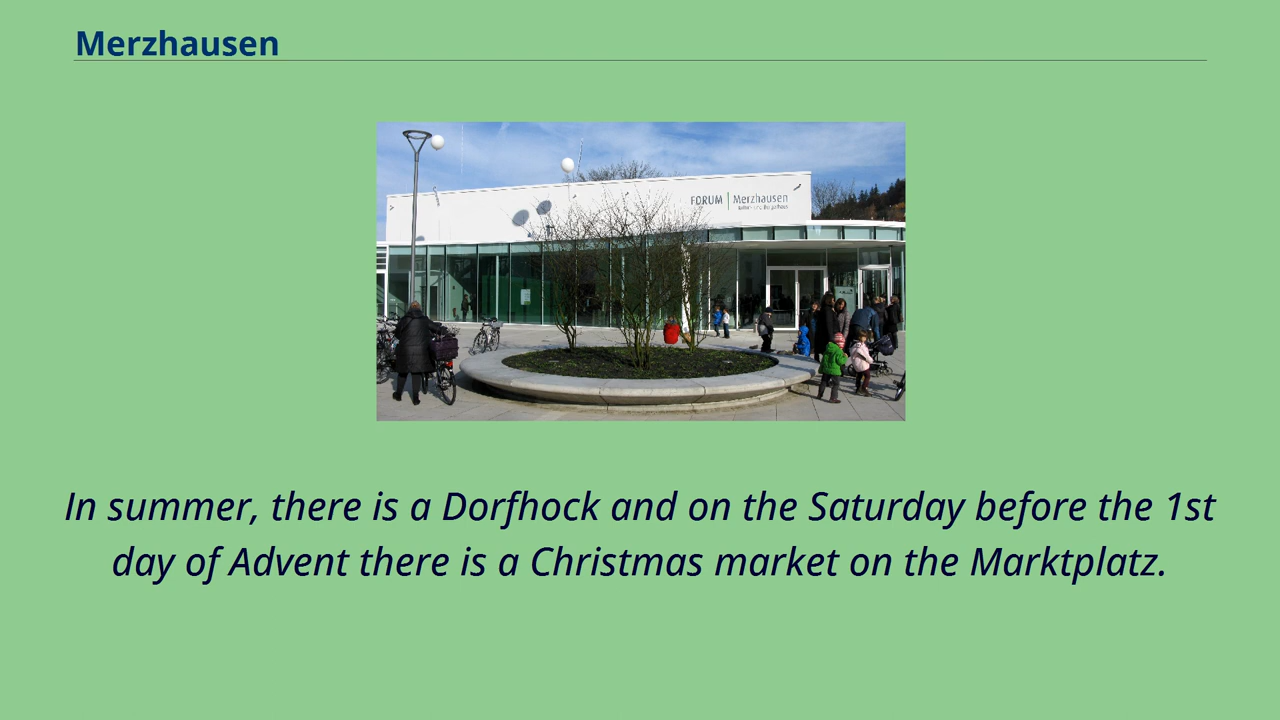 Merzhausen
FORUM | Merzhausen
In summer, there is a Dorfhock and on the Saturday before the 1st
day of Advent there is a Christmas market on the Marktplatz.